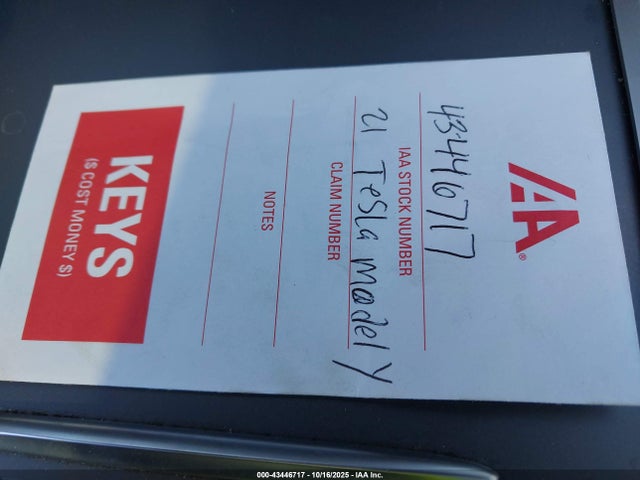 IAA®
43446717
IAA STOCK NUMBER
21 Tesla model Y
CLAIM NUMBER
NOTES
KEYS
($ COST MONEY $)
000-43446717 - 10/16/2025 - IAA Inc.